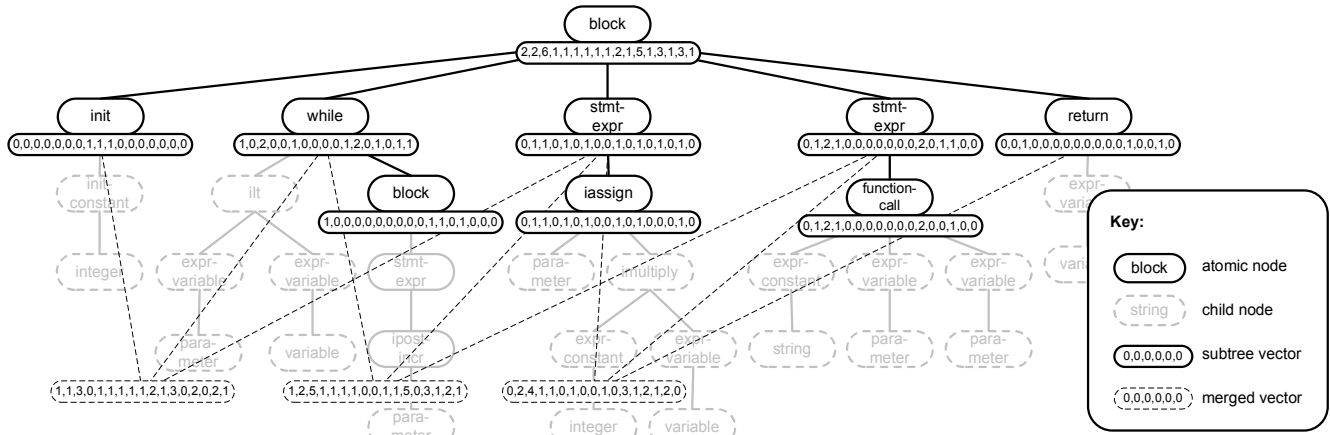 block
2,2,6,1,1,1,1,1,1,2,1,5,1,3,1,3,1
init
while
stmt-
expr
stmt-
expr
return
0,0,0,0,0,0,0,1,1,1,0,0,0,0,0,0,0
1,0,2,0,0,1,0,0,0,0,1,2,0,1,0,1,1
0,1,1,0,1,0,1,0,0,1,0,1,0,1,0,1,0
0,1,2,1,0,0,0,0,0,0,0,2,0,1,1,0,0
0,0,1,0,0,0,0,0,0,0,0,0,1,0,0,1,0
init-
constant
ilt
block
iassign
function-
call
expr-
variable
1,0,0,0,0,0,0,0,0,0,1,1,0,1,0,0,0
0,1,1,0,1,0,1,0,0,1,0,1,0,0,0,1,0
0,1,2,1,0,0,0,0,0,0,0,2,0,0,1,0,0
integer
expr-
variable
expr-
variable
stmt-
expr
para-
meter
imultiply
expr-
constant
expr-
variable
expr-
variable
para-
meter
variable
ipost-
incr
expr-
constant
expr-
variable
string
para-
meter
para-
meter
1,1,3,0,1,1,1,1,1,2,1,3,0,2,0,2,1
1,2,5,1,1,1,1,0,0,1,1,5,0,3,1,2,1
0,2,4,1,1,0,1,0,0,1,0,3,1,2,1,2,0
para-
integer
variable
Key:
block
atomic node
string
child node
0,0,0,0,0,0
subtree vector
0,0,0,0,0,0
merged vector